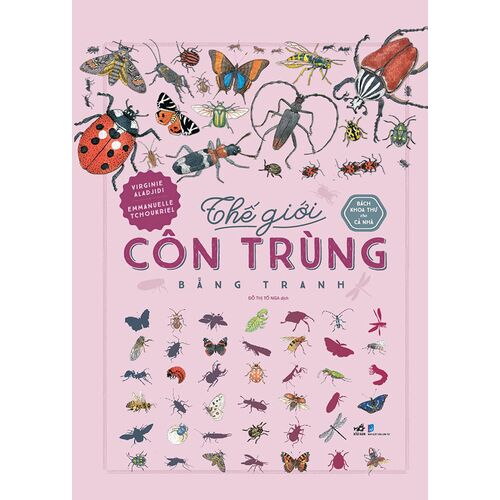 VIRGINIE
ALADJIDI
EMMANUELLE
TCHOUKRIEL
Thế giới
BÁCH
KHOA THƯ
cho
CẢ NHÀ
CÔN TRÙNG
BẰNG TRANH
ĐỖ THỊ TỐ NGA dịch